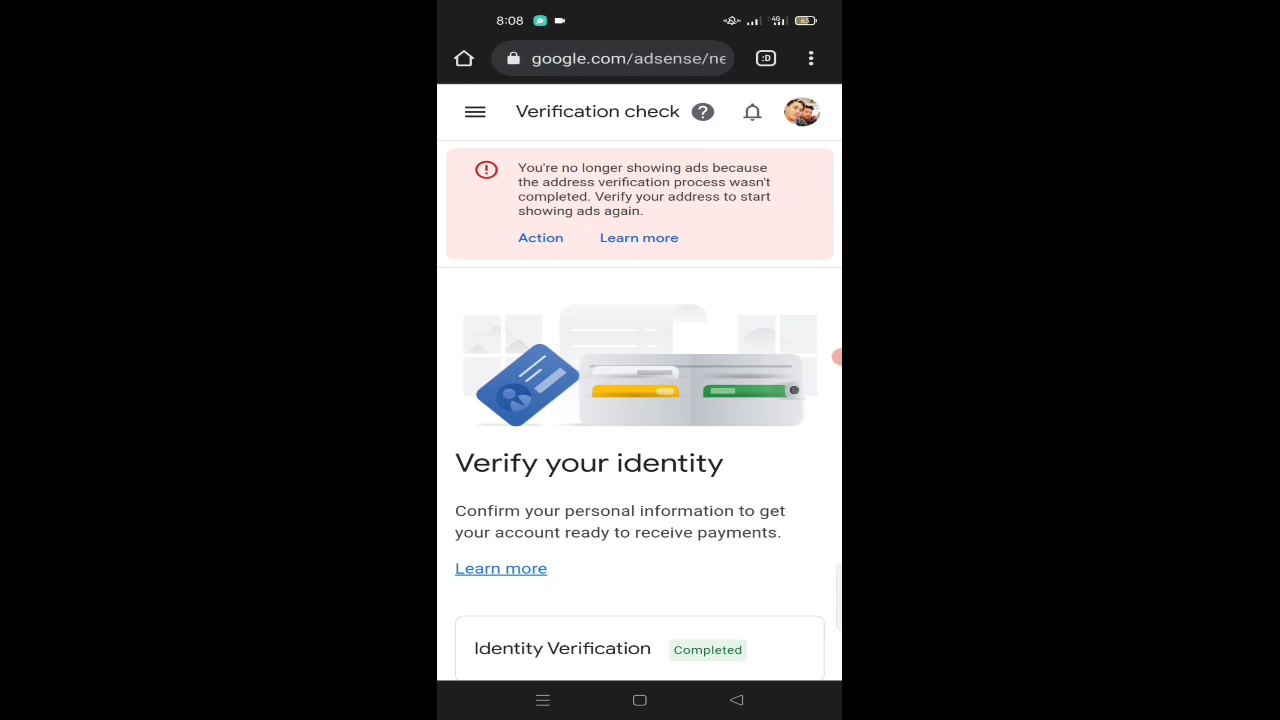 8:08
4G
63
google.com/adsense/ne
:D
Verification check
You're no longer showing ads because
the address verification process wasn't
completed. Verify your address to start
showing ads again.
Action Learn more
Verify your identity
Confirm your personal information to get
your account ready to receive payments.
Learn more
Identity Verification Completed